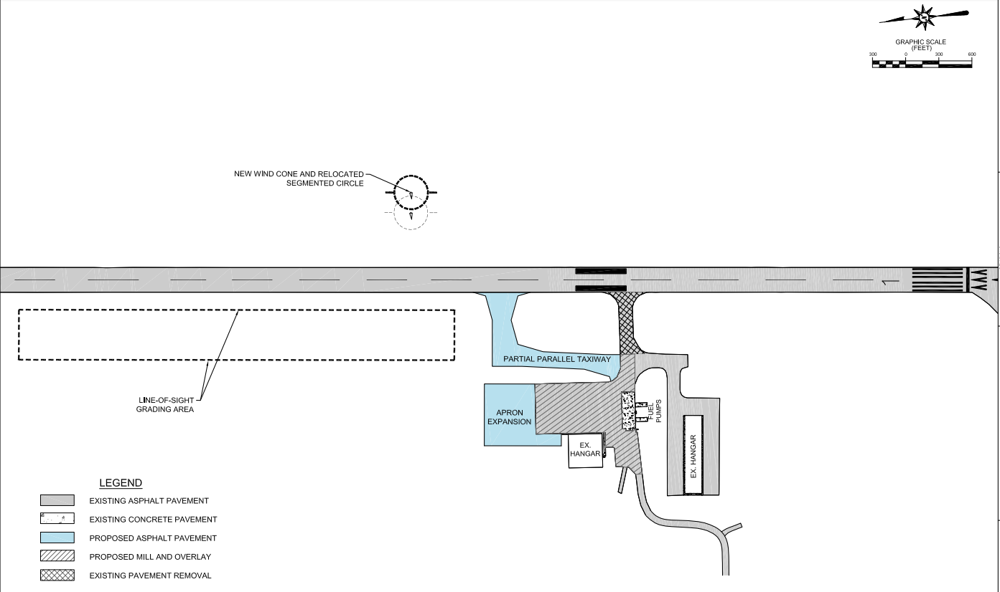 N
GRAPHIC SCALE
(FEET)
300 0 300 600
NEW WIND CONE AND RELOCATED
SEGMENTED CIRCLE
1
PARTIAL PARALLEL TAXIWAY
LINE-OF-SIGHT
GRADING AREA
APRON
EXPANSION
FUEL
PUMPS
EX.
HANGAR
EX. HANGAR
LEGEND
EXISTING ASPHALT PAVEMENT
EXISTING CONCRETE PAVEMENT
PROPOSED ASPHALT PAVEMENT
PROPOSED MILL AND OVERLAY
EXISTING PAVEMENT REMOVAL